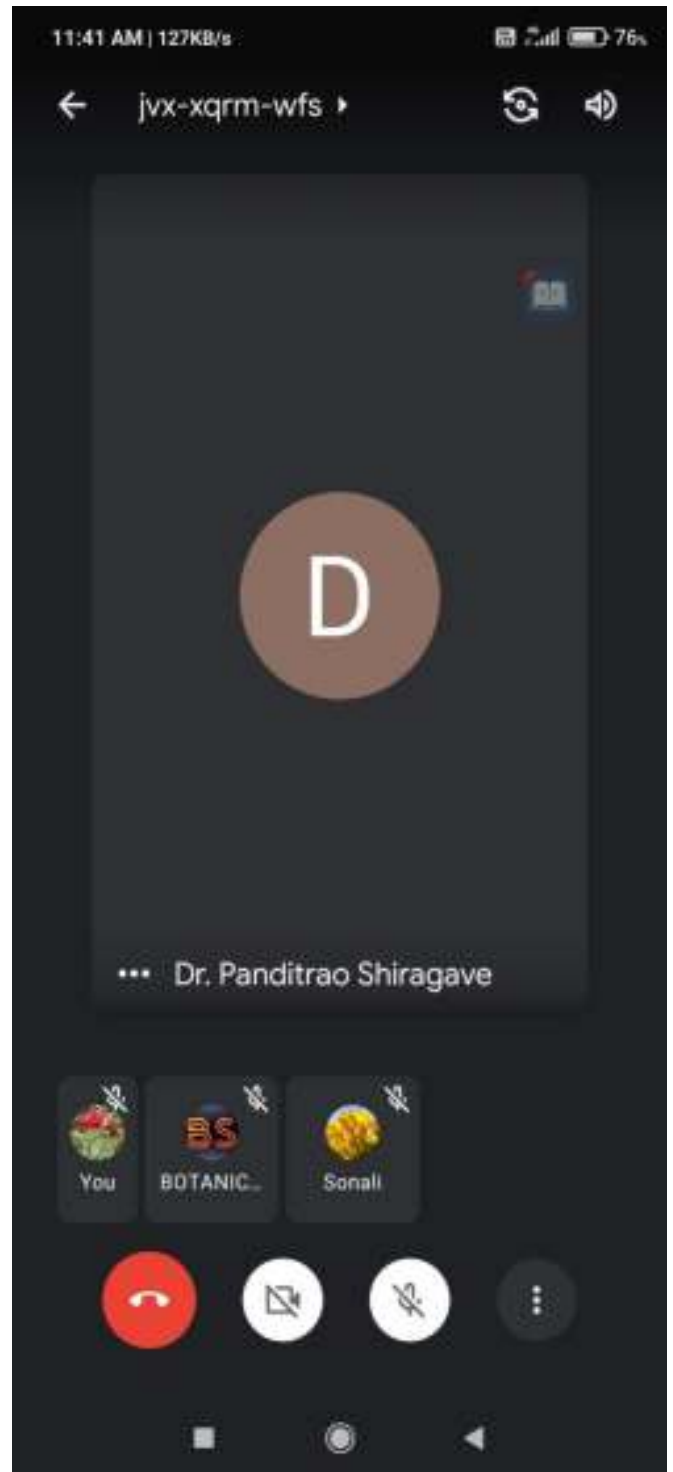 11:41 AM | 127KB/s 76%
jvx-xqrm-wfs
D
Dr. Panditrao Shiragave
BS
You BOTANIC... Sonali